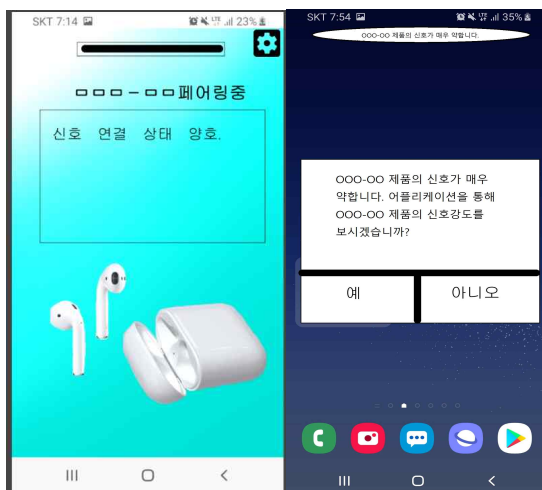 SKT 7:14 23%
ㅁㅁㅁ-ㅁㅁ페어링중
신호 연결 상태 양호.
SKT 7:54 35%
OOO-OO 제품의 신호가 매우 약합니다.
OOO-OO 제품의 신호가 매우
약합니다. 어플리케이션을 통해
OOO-OO 제품의 신호강도를
보시겠습니까?
예
아니오